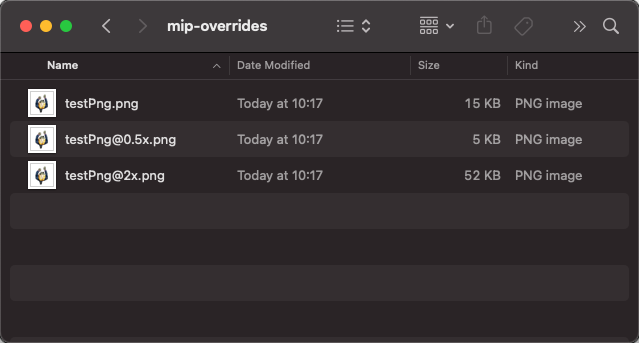 mip-overrides
Name Date Modified Size Kind
testPng.png Today at 10:17 15 KB PNG image
testPng@0.5x.png Today at 10:17 5 KB PNG image
testPng@2x.png Today at 10:17 52 KB PNG image